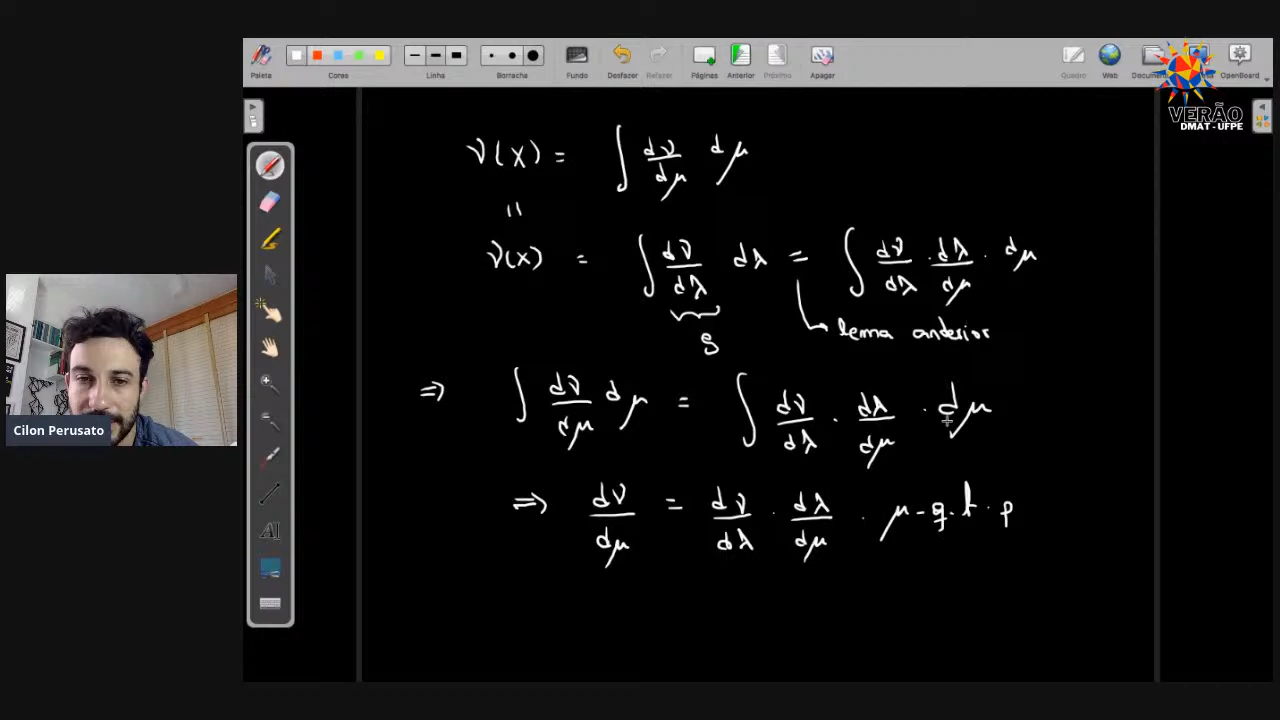 Paleta Cores Linha Borracha Fundo Desfazer Refazer Páginas Anterior Próximo Apagar Quadro Web OpenBoard
VERÃO
DMAT - UFPE
ν(X) = ∫ dν/dμ dμ
=
ν(X) = ∫ dν/dλ dλ = ∫ dν/dλ · dλ/dμ · dμ
lema anterior
⇒ ∫ dν/dμ dμ = ∫ dν/dλ · dλ/dμ · dμ
⇒ dν/dμ = dν/dλ · dλ/dμ · μ-q.t.p
Cilon Perusato
AI